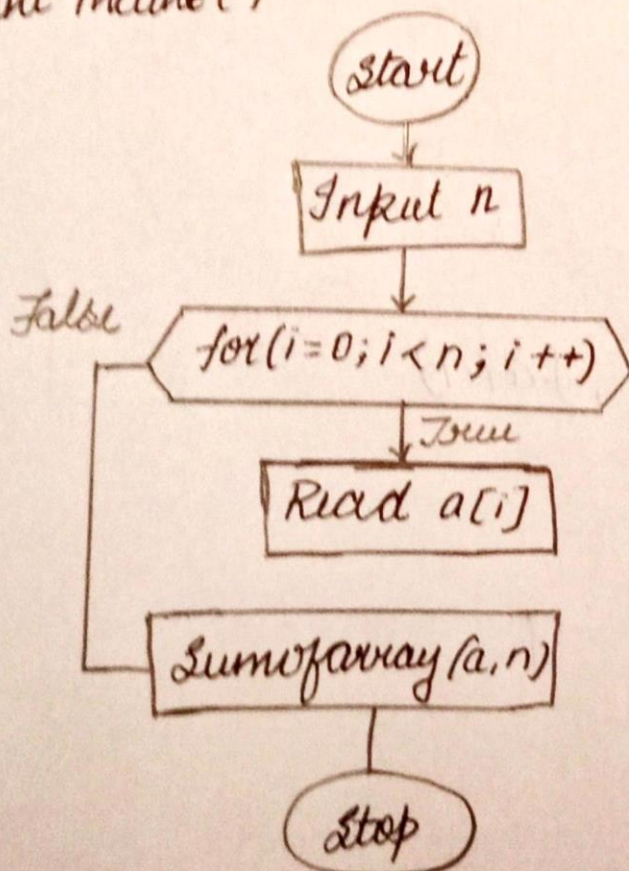 Start
Input n
False
for(i=0; i<n; i++)
True
Read a[i]
Sumofarray(a,n)
Stop